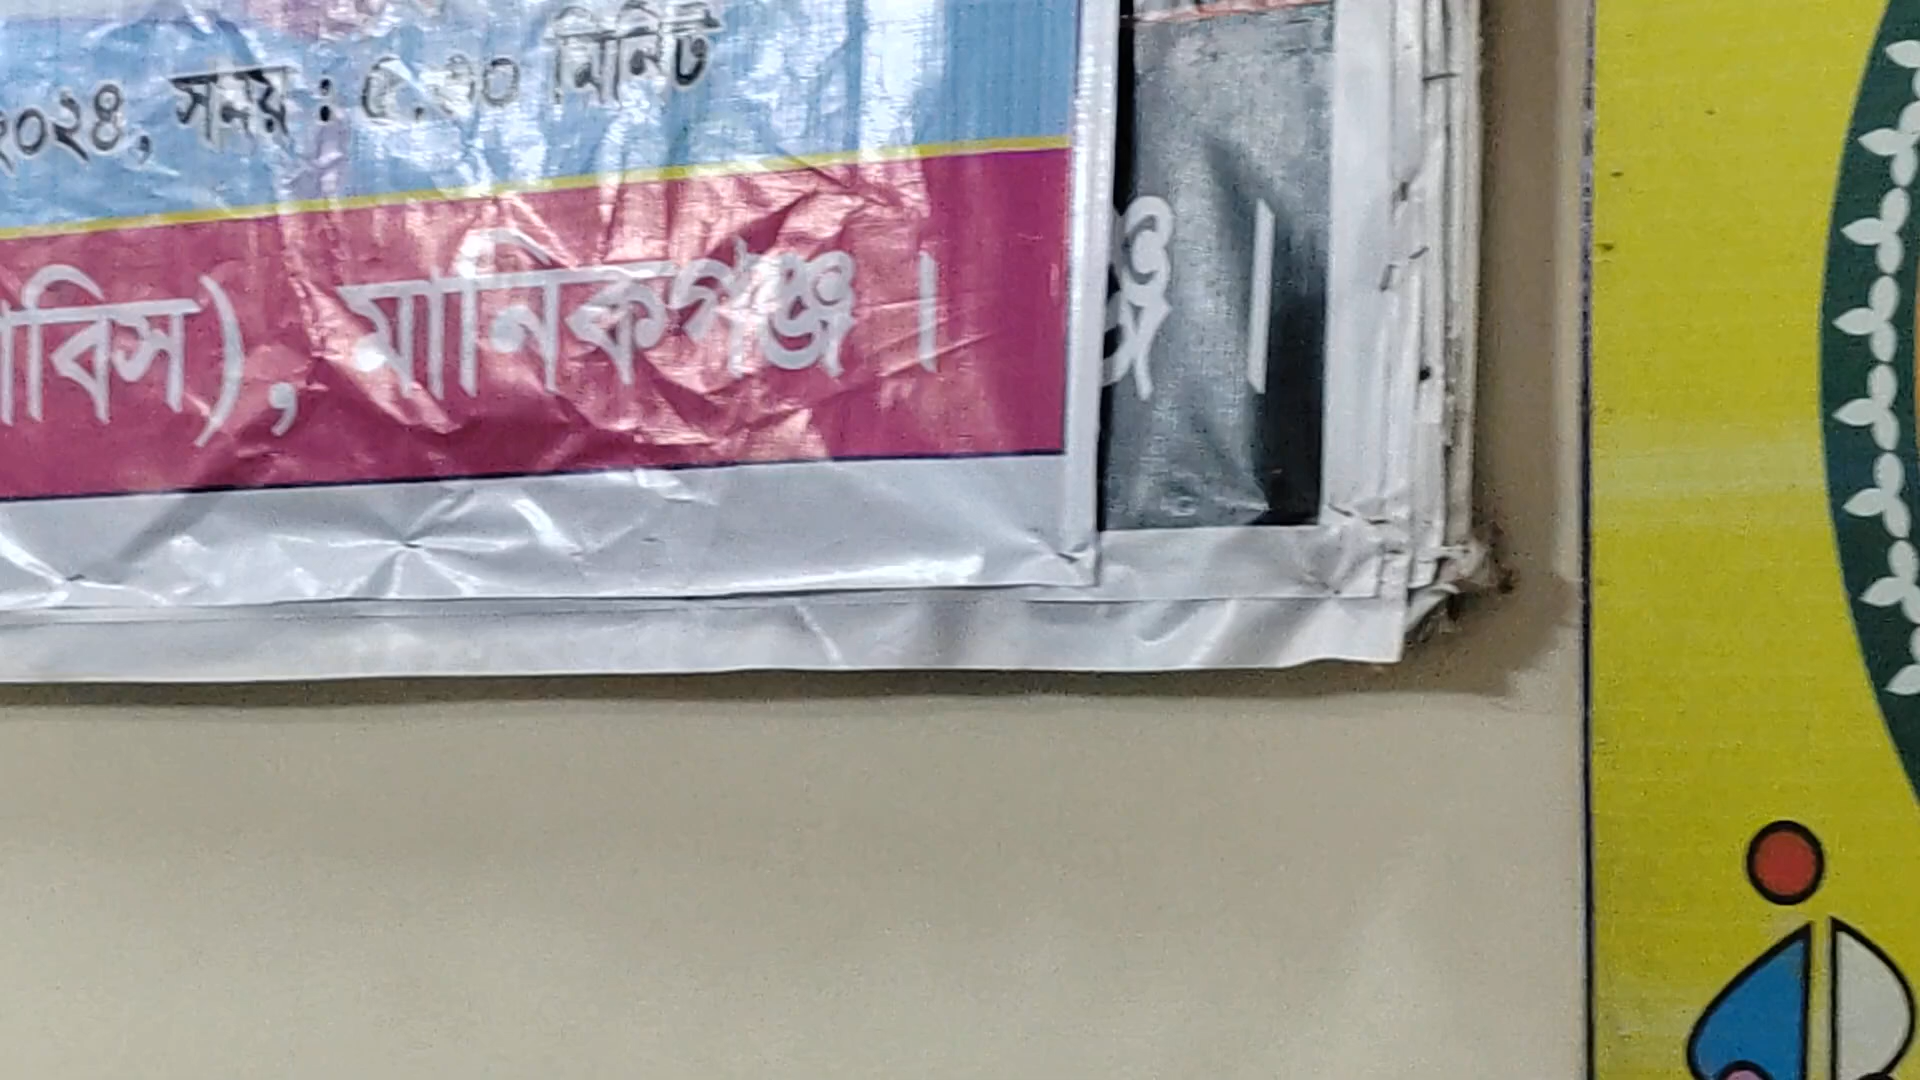 ২০২৪, সময় : ৫.৩০ মিনিট
াবিস), মানিকগঞ্জ ।
ঞ্জ ।